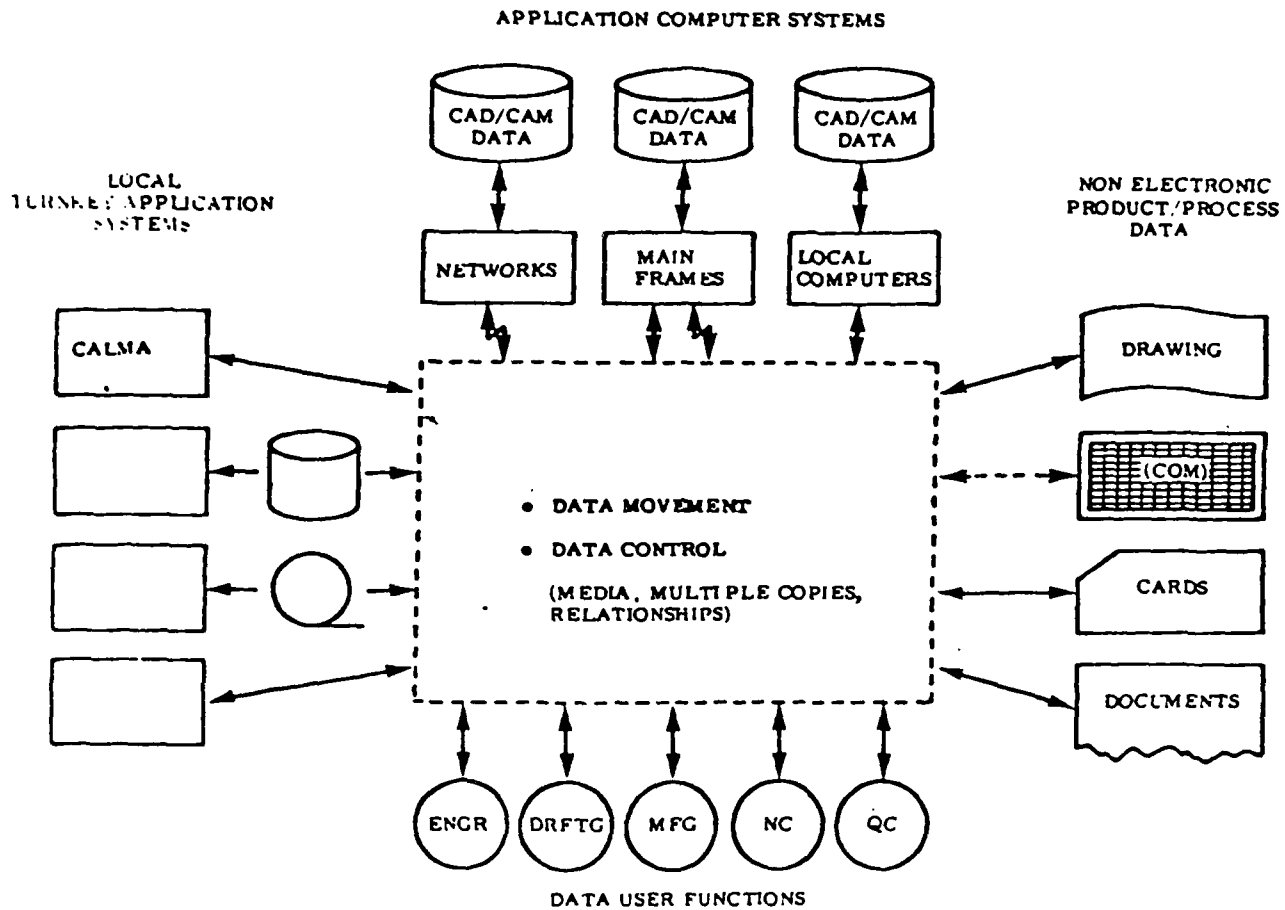 APPLICATION COMPUTER SYSTEMS
CAD/CAM
DATA
CAD/CAM
DATA
CAD/CAM
DATA
LOCAL
TURNKEY APPLICATION
SYSTEMS
NON ELECTRONIC
PRODUCT/PROCESS
DATA
NETWORKS
MAIN
FRAMES
LOCAL
COMPUTERS
CALMA
DRAWING
(COM)
CARDS
DOCUMENTS
• DATA MOVEMENT
• DATA CONTROL
(MEDIA, MULTIPLE COPIES,
RELATIONSHIPS)
ENGR
DRFTG
MFG
NC
QC
DATA USER FUNCTIONS